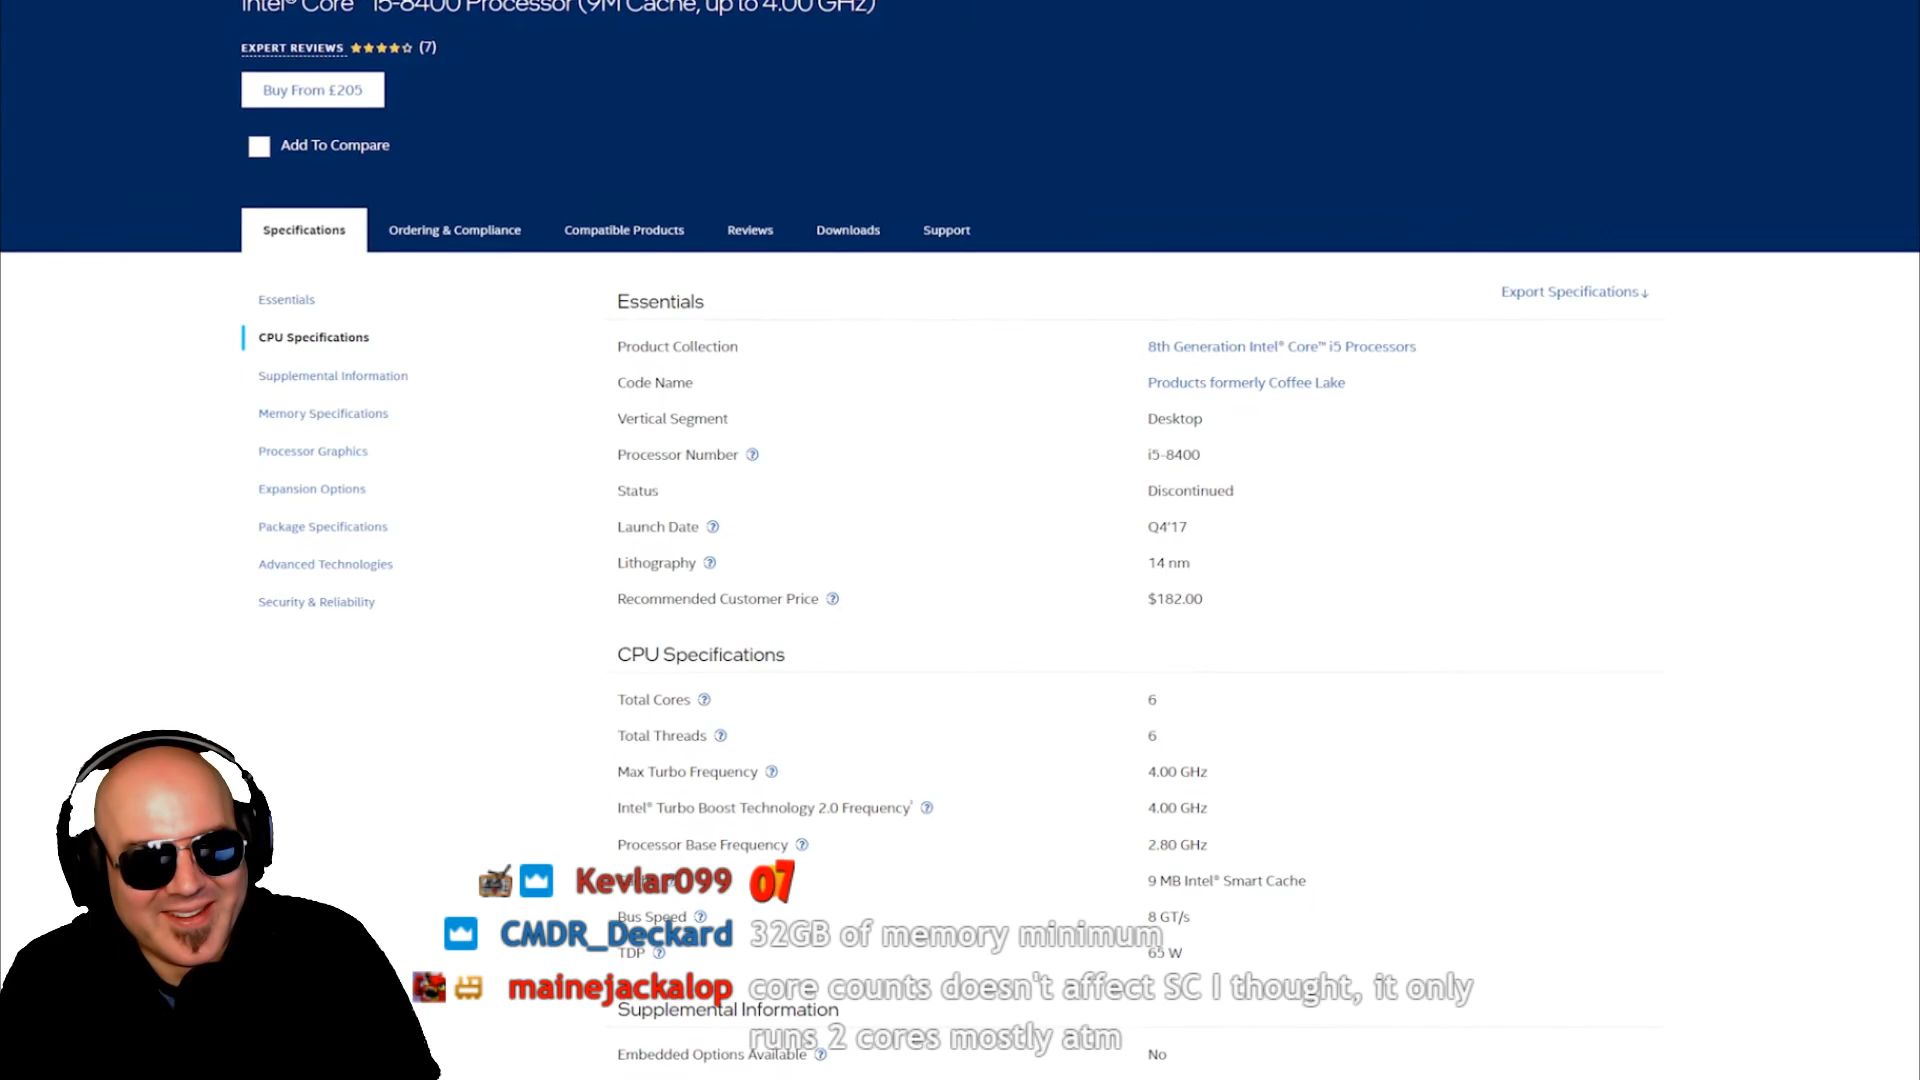 Intel® Core™ i5-8400 Processor (9M Cache, up to 4.00 GHz)
EXPERT REVIEWS (7)
Buy From £205
Add To Compare
Specifications
Ordering & Compliance
Compatible Products
Reviews
Downloads
Support
Essentials
CPU Specifications
Supplemental Information
Memory Specifications
Processor Graphics
Expansion Options
Package Specifications
Advanced Technologies
Security & Reliability
Essentials
Export Specifications↓
Product Collection 8th Generation Intel® Core™ i5 Processors
Code Name Products formerly Coffee Lake
Vertical Segment Desktop
Processor Number ? i5-8400
Status Discontinued
Launch Date ? Q4'17
Lithography ? 14 nm
Recommended Customer Price ? $182.00
CPU Specifications
Total Cores ? 6
Total Threads ? 6
Max Turbo Frequency ? 4.00 GHz
Intel® Turbo Boost Technology 2.0 Frequency ? 4.00 GHz
Processor Base Frequency ? 2.80 GHz
9 MB Intel® Smart Cache
Bus Speed ? 8 GT/s
TDP ? 65 W
Supplemental Information
Embedded Options Available ? No
Kevlar099 07
CMDR_Deckard 32GB of memory minimum
mainejackalop core counts doesn't affect SC I thought, it only
runs 2 cores mostly atm